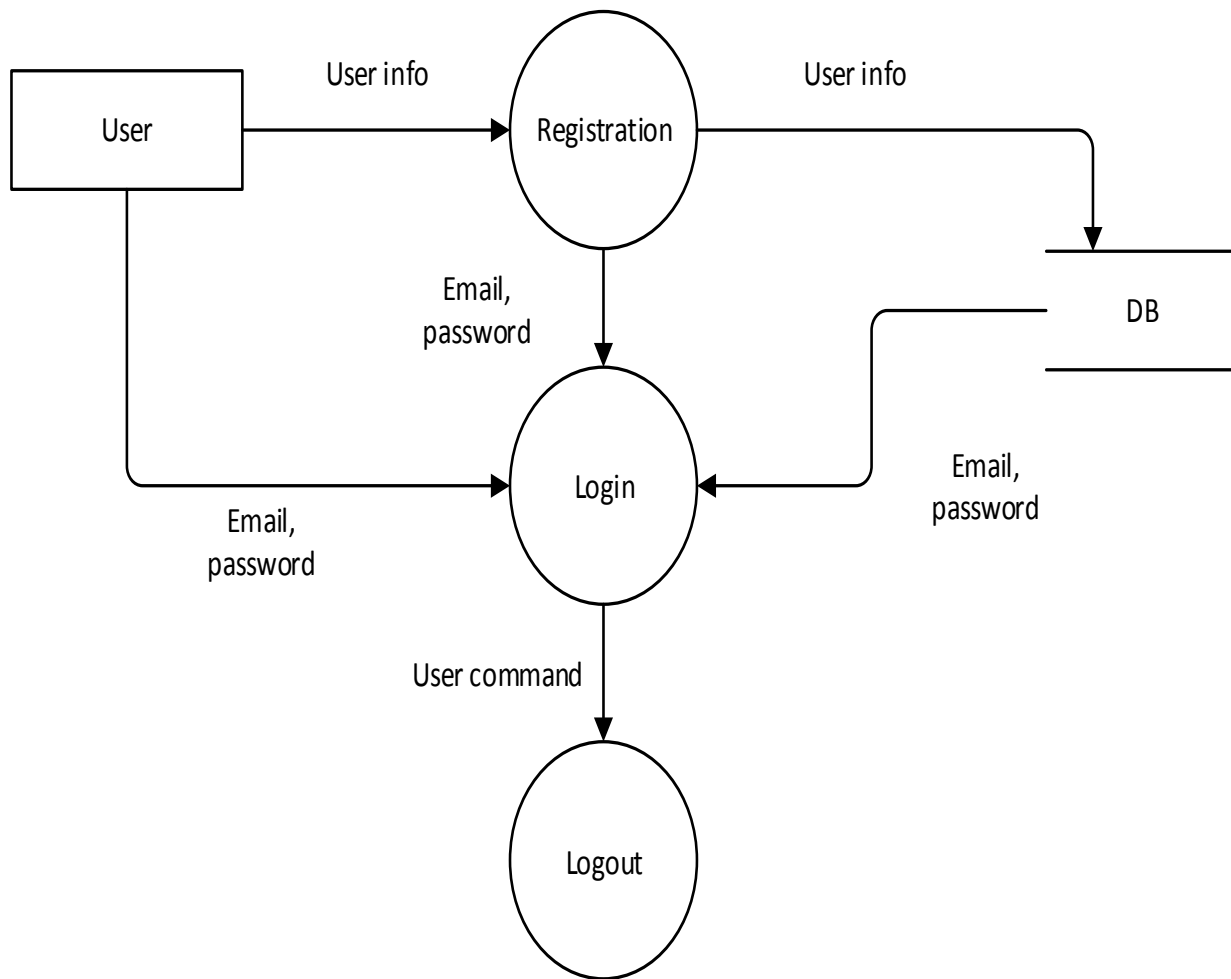 User info
User info
User
Registration
Email,
password
DB
Email,
password
Login
Email,
password
User command
Logout